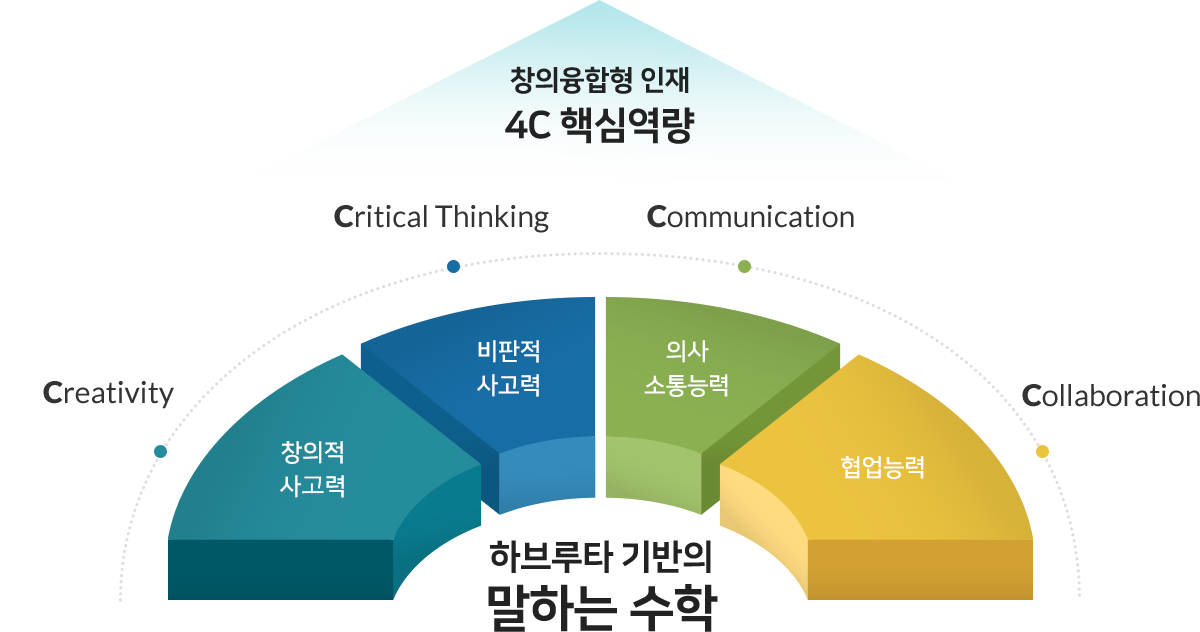 창의융합형 인재
4C 핵심역량
Critical Thinking
Communication
Creativity
Collaboration
비판적
사고력
의사
소통능력
창의적
사고력
협업능력
하브루타 기반의
말하는 수학